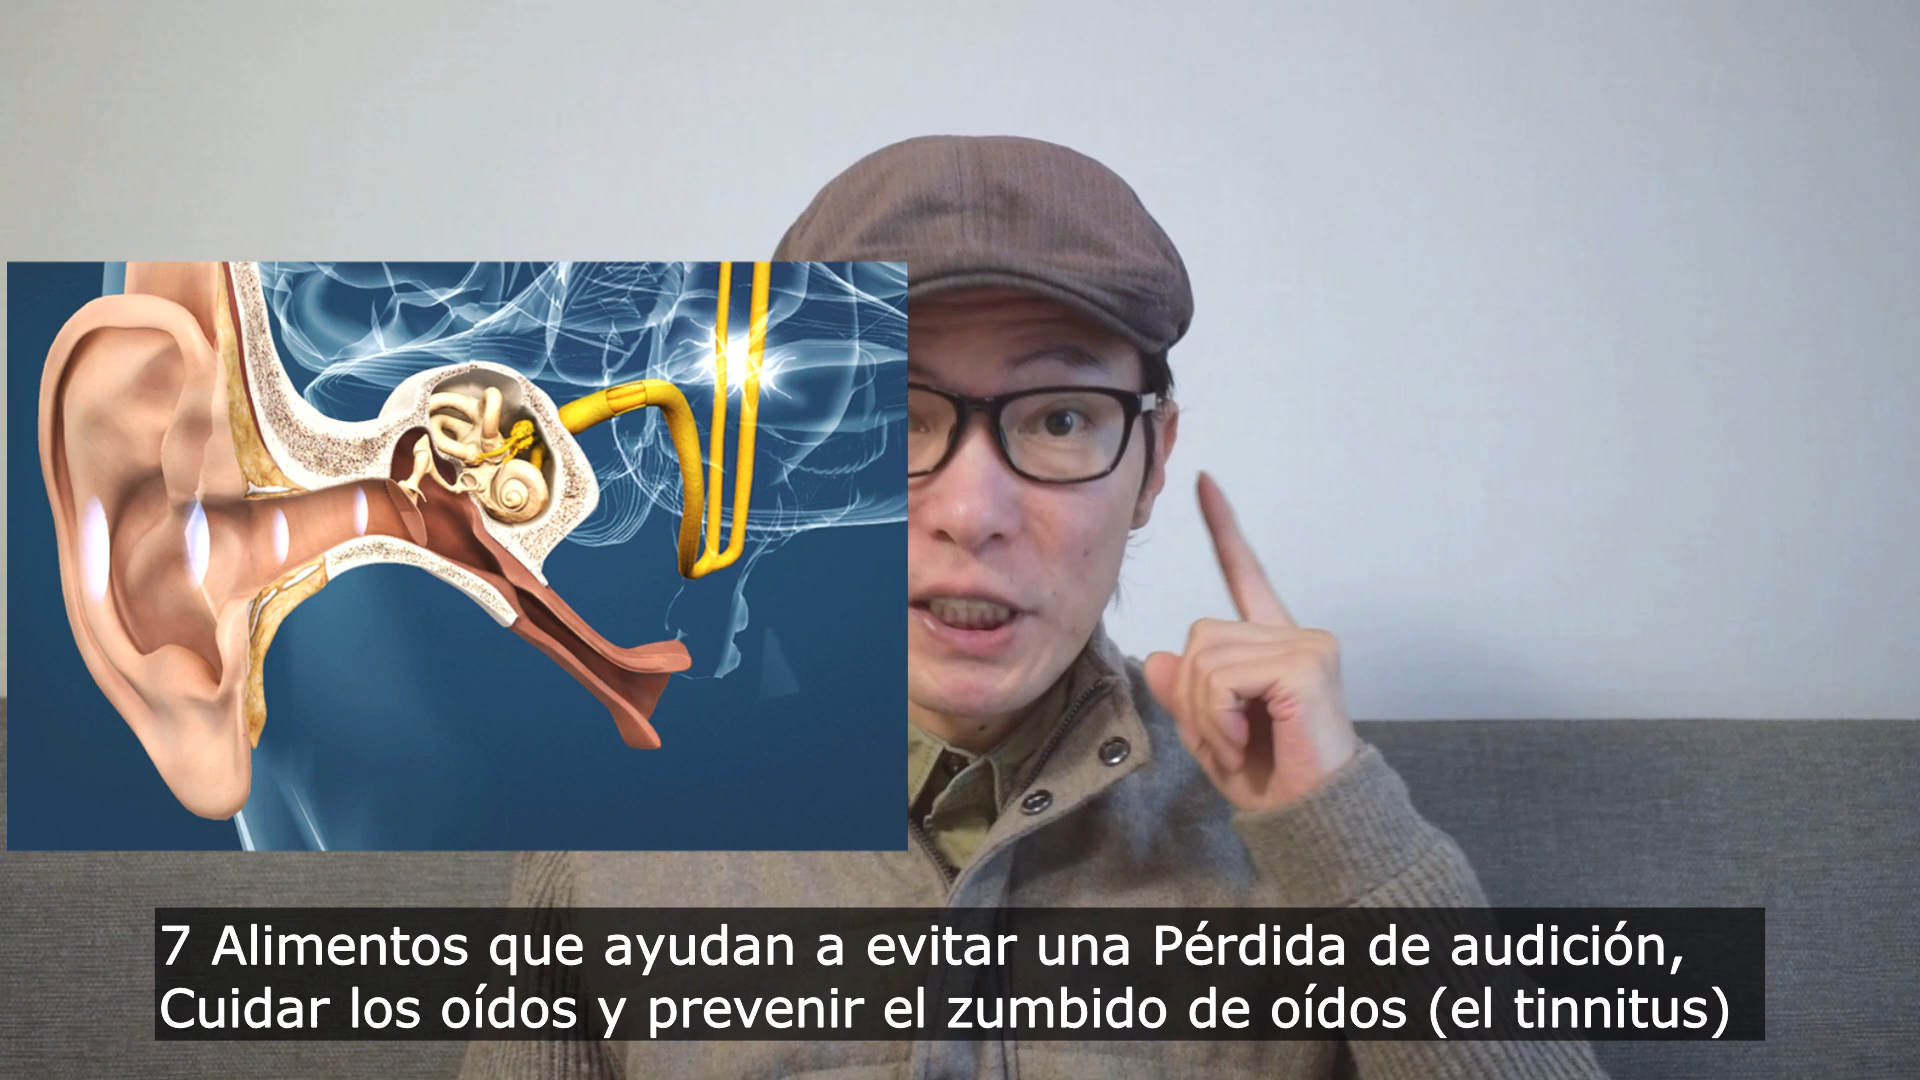 7 Alimentos que ayudan a evitar una Pérdida de audición,
Cuidar los oídos y prevenir el zumbido de oídos (el tinnitus)